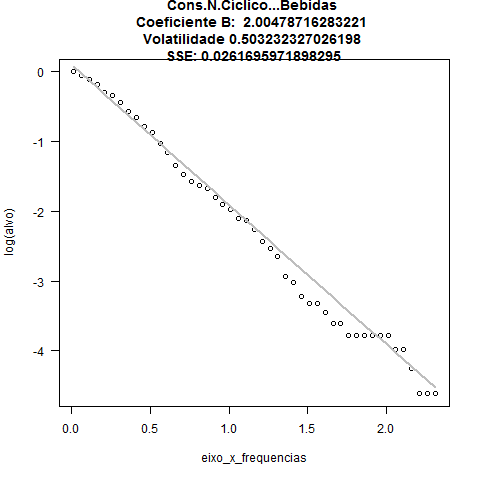 Cons.N.Ciclico...Bebidas
Coeficiente B:  2.00478716283221
Volatilidade 0.503232327026198
SSE: 0.0261695971898295
log(alvo)
0
-1
-2
-3
-4
0.0
0.5
1.0
1.5
2.0
eixo_x_frequencias